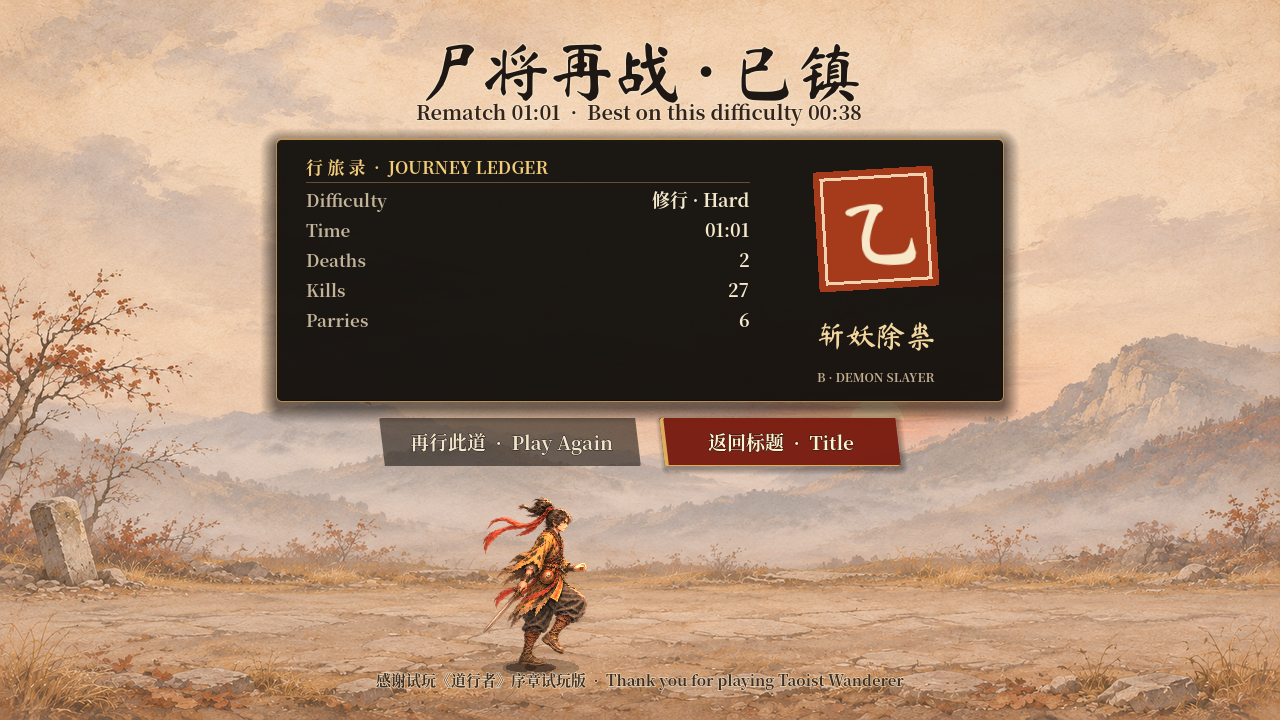 尸将再战·已镇
Rematch 01:01 · Best on this difficulty 00:38
行旅录 · JOURNEY LEDGER
Difficulty 修行 · Hard
Time 01:01
Deaths 2
Kills 27
Parries 6
乙
斩妖除祟
B · DEMON SLAYER
再行此道 · Play Again
返回标题 · Title
感谢试玩《道行者》序章试玩版 · Thank you for playing Taoist Wanderer